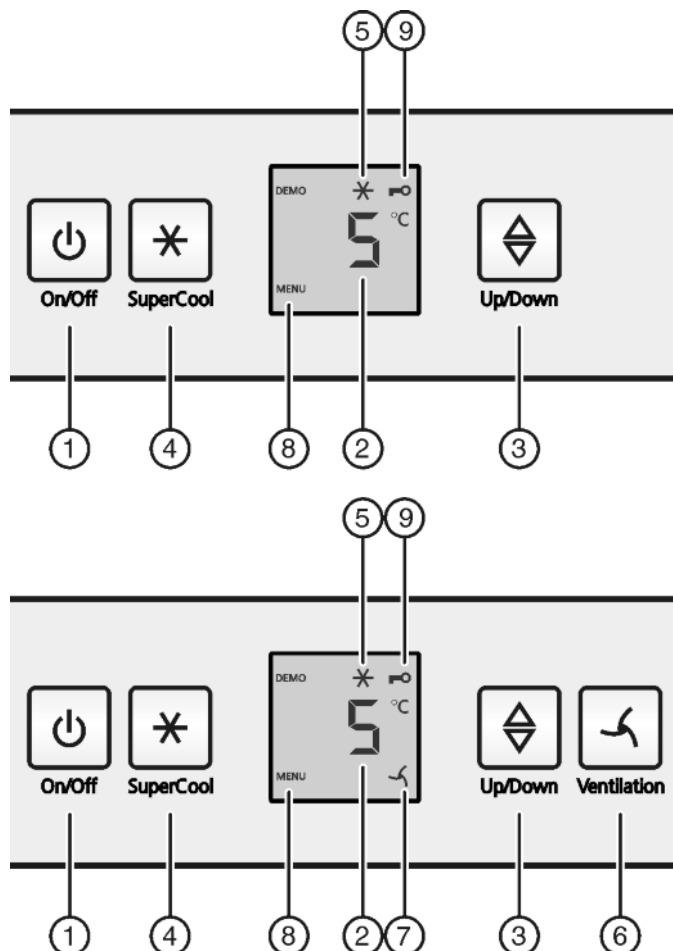 5 9
DEMO
5 °C
MENU
On/Off SuperCool Up/Down
1 4 8 2 3
5 9
DEMO
5 °C
MENU
On/Off SuperCool Up/Down Ventilation
1 4 8 2 7 3 6